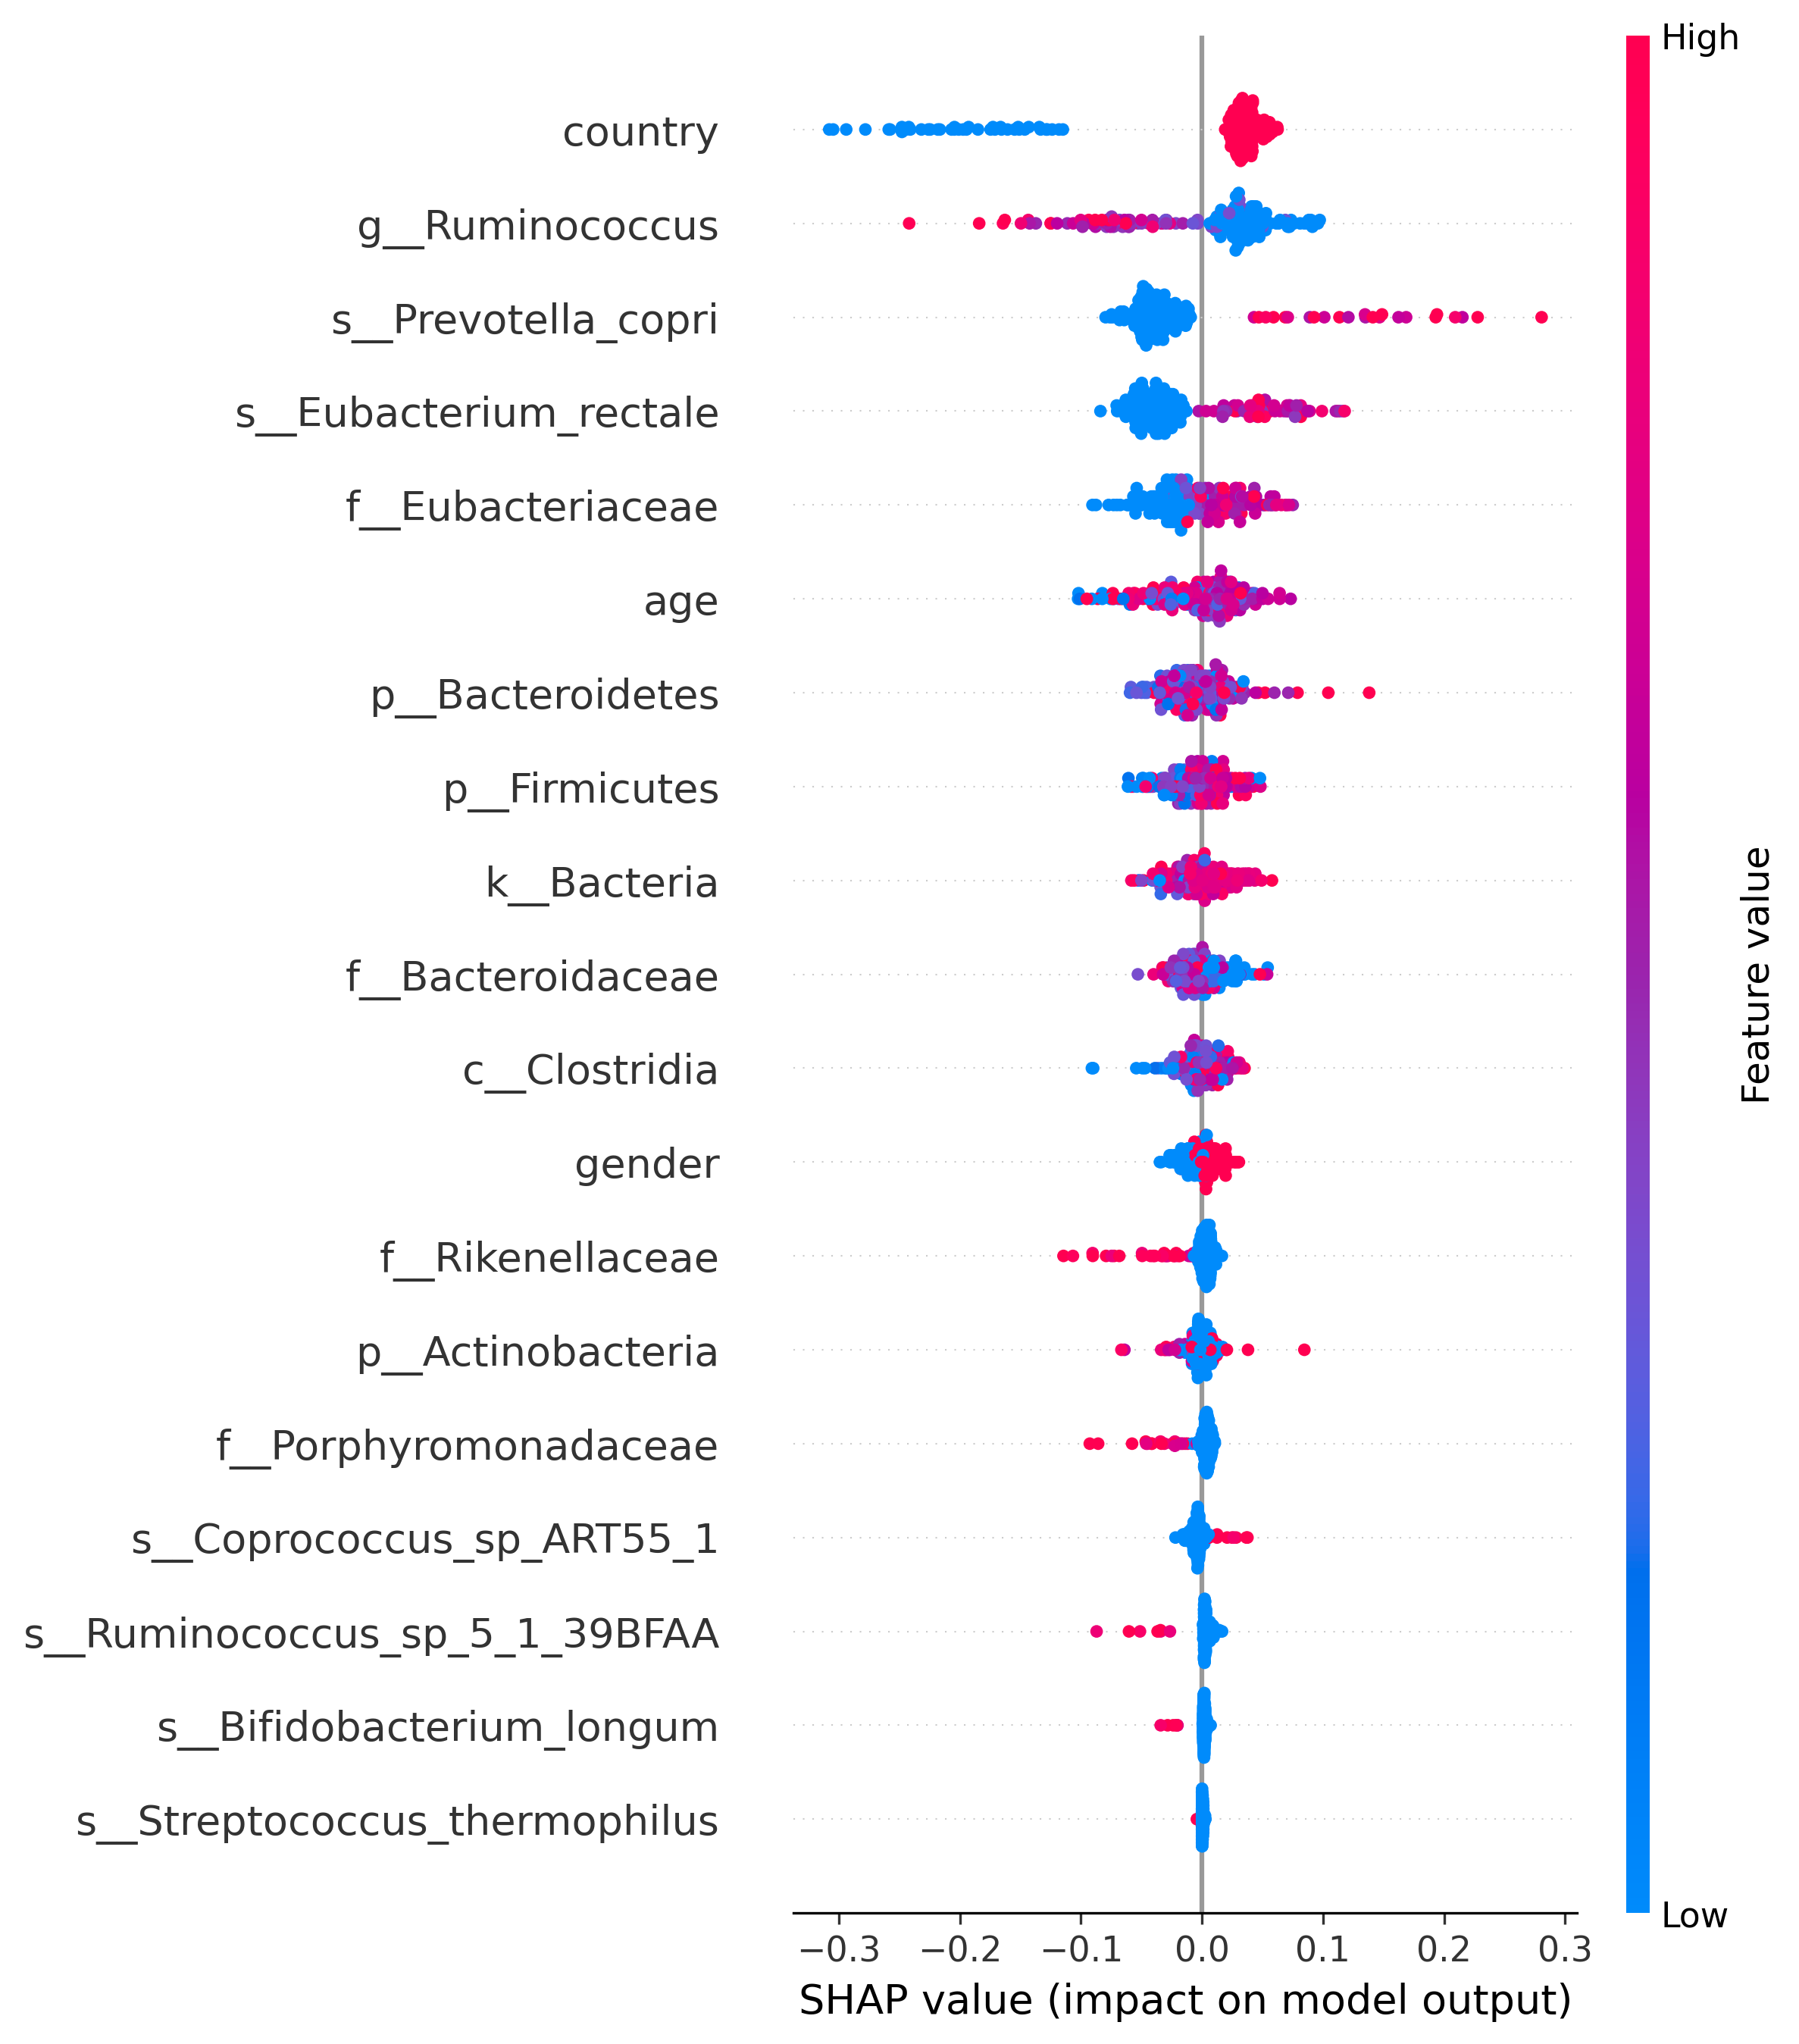 High
country
g__Ruminococcus
s__Prevotella_copri
s__Eubacterium_rectale
f__Eubacteriaceae
age
p__Bacteroidetes
p__Firmicutes
k__Bacteria
f__Bacteroidaceae
c__Clostridia
gender
f__Rikenellaceae
p__Actinobacteria
f__Porphyromonadaceae
s__Coprococcus_sp_ART55_1
s__Ruminococcus_sp_5_1_39BFAA
s__Bifidobacterium_longum
s__Streptococcus_thermophilus
Feature value
Low
−0.3 −0.2 −0.1 0.0 0.1 0.2 0.3
SHAP value (impact on model output)